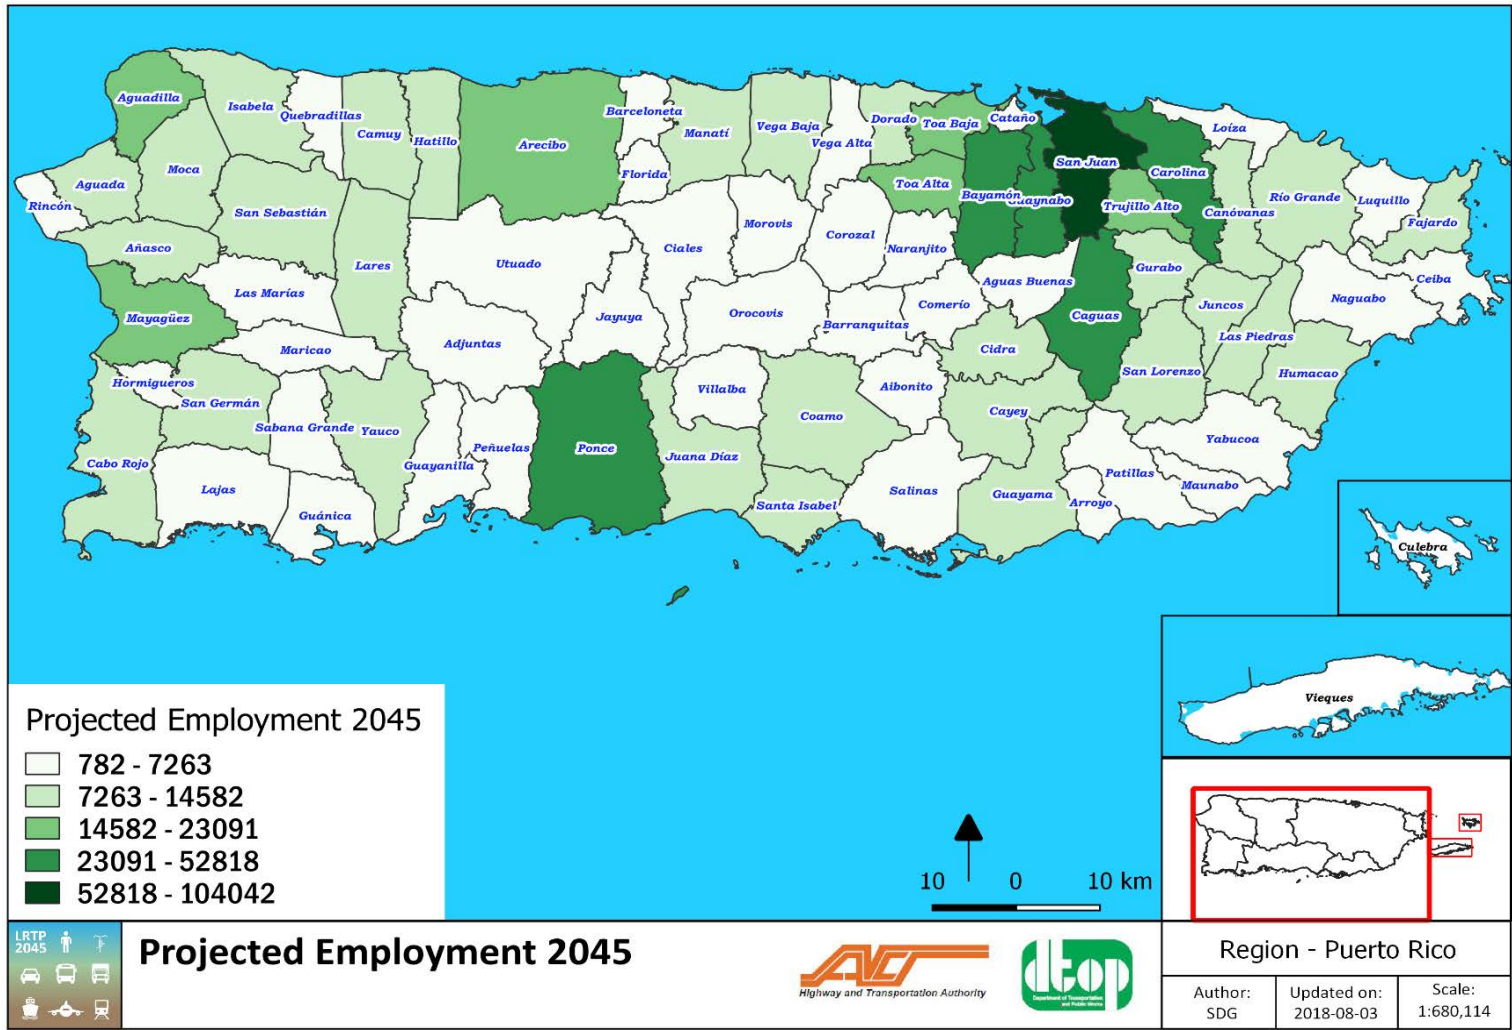 Aguadilla
Isabela
Quebradillas
Camuy
Hatillo
Arecibo
Barceloneta
Manatí
Vega Baja
Vega Alta
Dorado
Toa Baja
Cataño
Loíza
Moca
Aguada
Rincón
San Sebastián
Florida
Toa Alta
Bayamón
Guaynabo
San Juan
Carolina
Trujillo Alto
Canóvanas
Río Grande
Luquillo
Fajardo
Añasco
Lares
Utuado
Ciales
Morovis
Corozal
Naranjito
Aguas Buenas
Gurabo
Ceiba
Naguabo
Las Marías
Mayagüez
Maricao
Adjuntas
Jayuya
Orocovis
Barranquitas
Comerío
Caguas
Juncos
Las Piedras
Cidra
San Lorenzo
Humacao
Hormigueros
San Germán
Sabana Grande
Yauco
Villalba
Aibonito
Coamo
Cayey
Yabucoa
Cabo Rojo
Lajas
Guánica
Guayanilla
Peñuelas
Ponce
Juana Díaz
Santa Isabel
Salinas
Guayama
Arroyo
Patillas
Maunabo
Culebra
Vieques
Projected Employment 2045
782 - 7263
7263 - 14582
14582 - 23091
23091 - 52818
52818 - 104042
10 0 10 km
LRTP
2045
Projected Employment 2045
Highway and Transportation Authority
dtop
Department of Transportation
and Public Works
Region - Puerto Rico
Author:
SDG
Updated on:
2018-08-03
Scale:
1:680,114